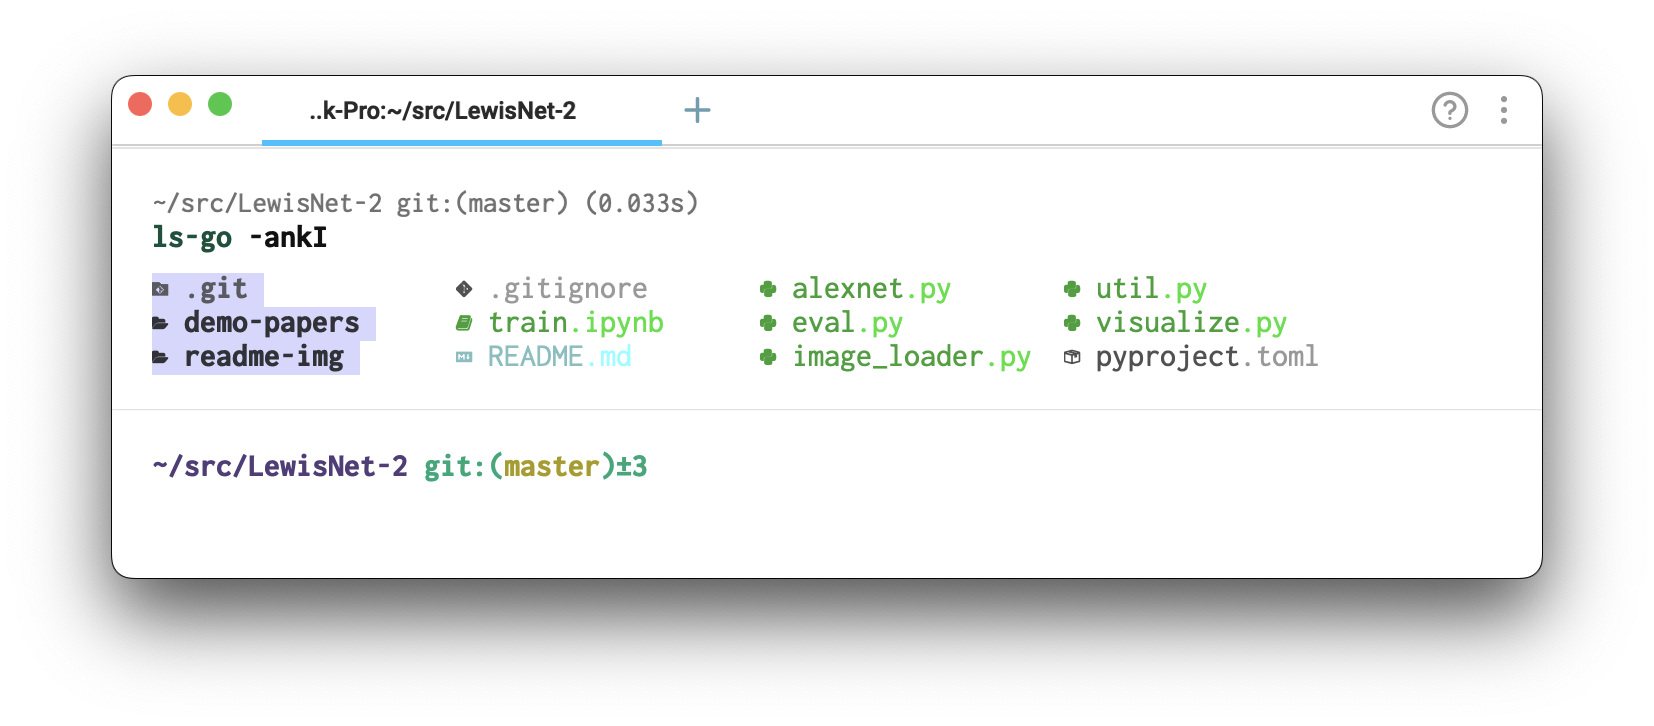 ..k-Pro:~/src/LewisNet-2
~/src/LewisNet-2 git:(master) (0.033s)
ls-go -ankI
.git .gitignore alexnet.py util.py
demo-papers train.ipynb eval.py visualize.py
readme-img README.md image_loader.py pyproject.toml
~/src/LewisNet-2 git:(master)±3